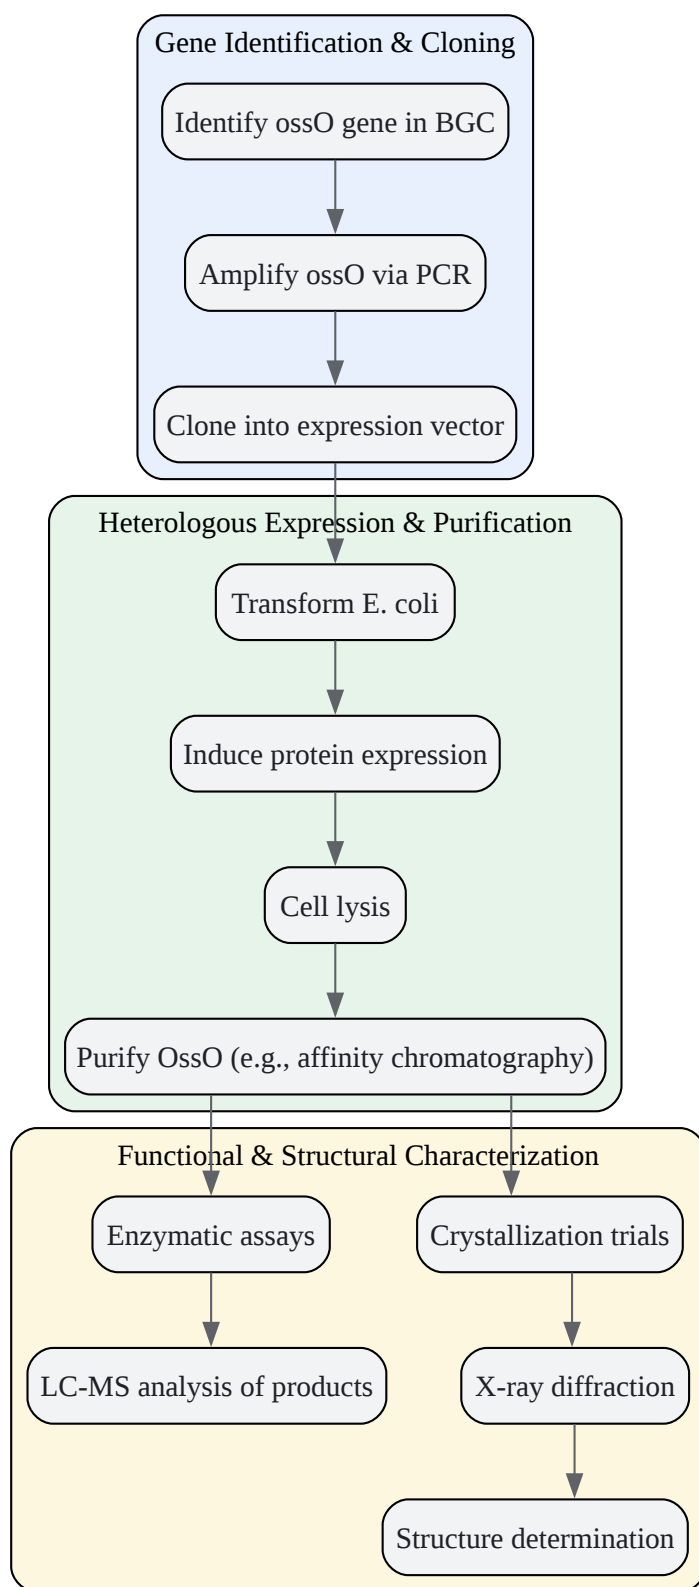 Gene Identification & Cloning
Identify ossO gene in BGC
Amplify ossO via PCR
Clone into expression vector
Heterologous Expression & Purification
Transform E. coli
Induce protein expression
Cell lysis
Purify OssO (e.g., affinity chromatography)
Functional & Structural Characterization
Enzymatic assays
Crystallization trials
LC-MS analysis of products
X-ray diffraction
Structure determination